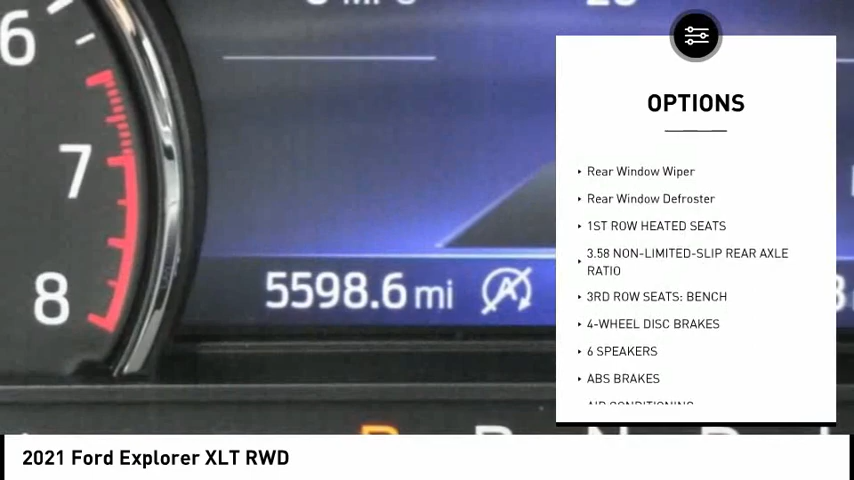 6
7
8
5598.6 mi
OPTIONS
Rear Window Wiper
Rear Window Defroster
1ST ROW HEATED SEATS
3.58 NON-LIMITED-SLIP REAR AXLE
RATIO
3RD ROW SEATS: BENCH
4-WHEEL DISC BRAKES
6 SPEAKERS
ABS BRAKES
AIR CONDITIONING
2021 Ford Explorer XLT RWD